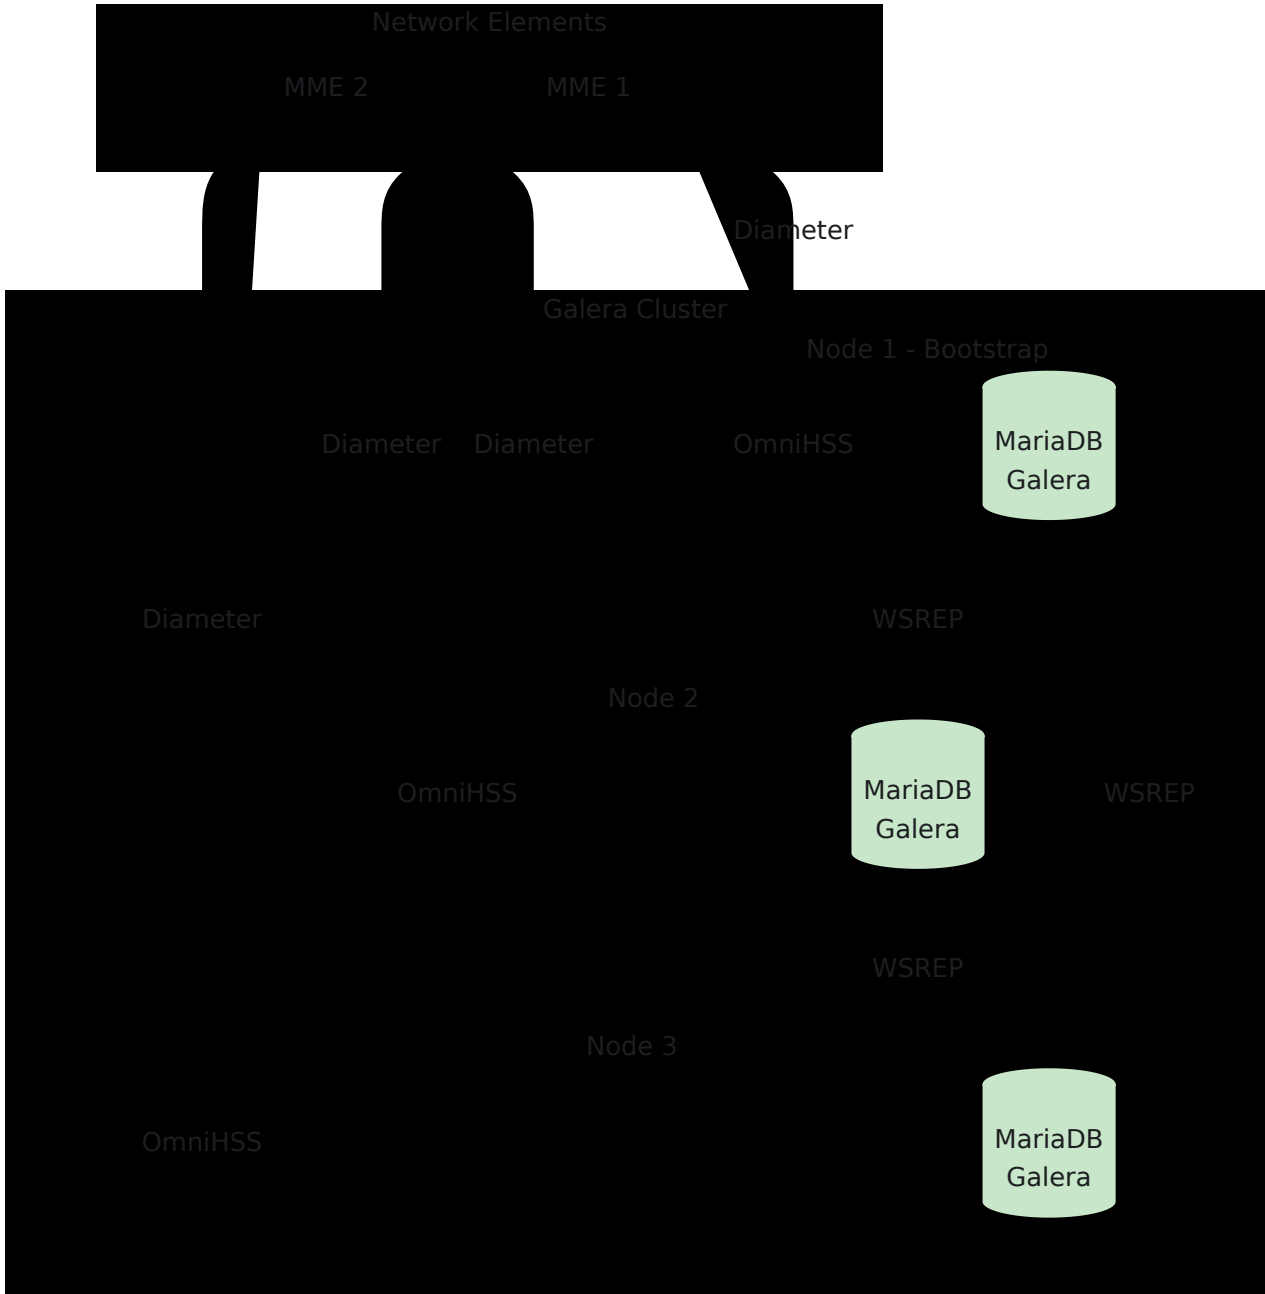 Network Elements
MME 2
MME 1
Diameter
Galera Cluster
Node 1 - Bootstrap
Diameter
Diameter
OmniHSS
MariaDB
Galera
Diameter
WSREP
Node 2
OmniHSS
MariaDB
Galera
WSREP
WSREP
Node 3
OmniHSS
MariaDB
Galera